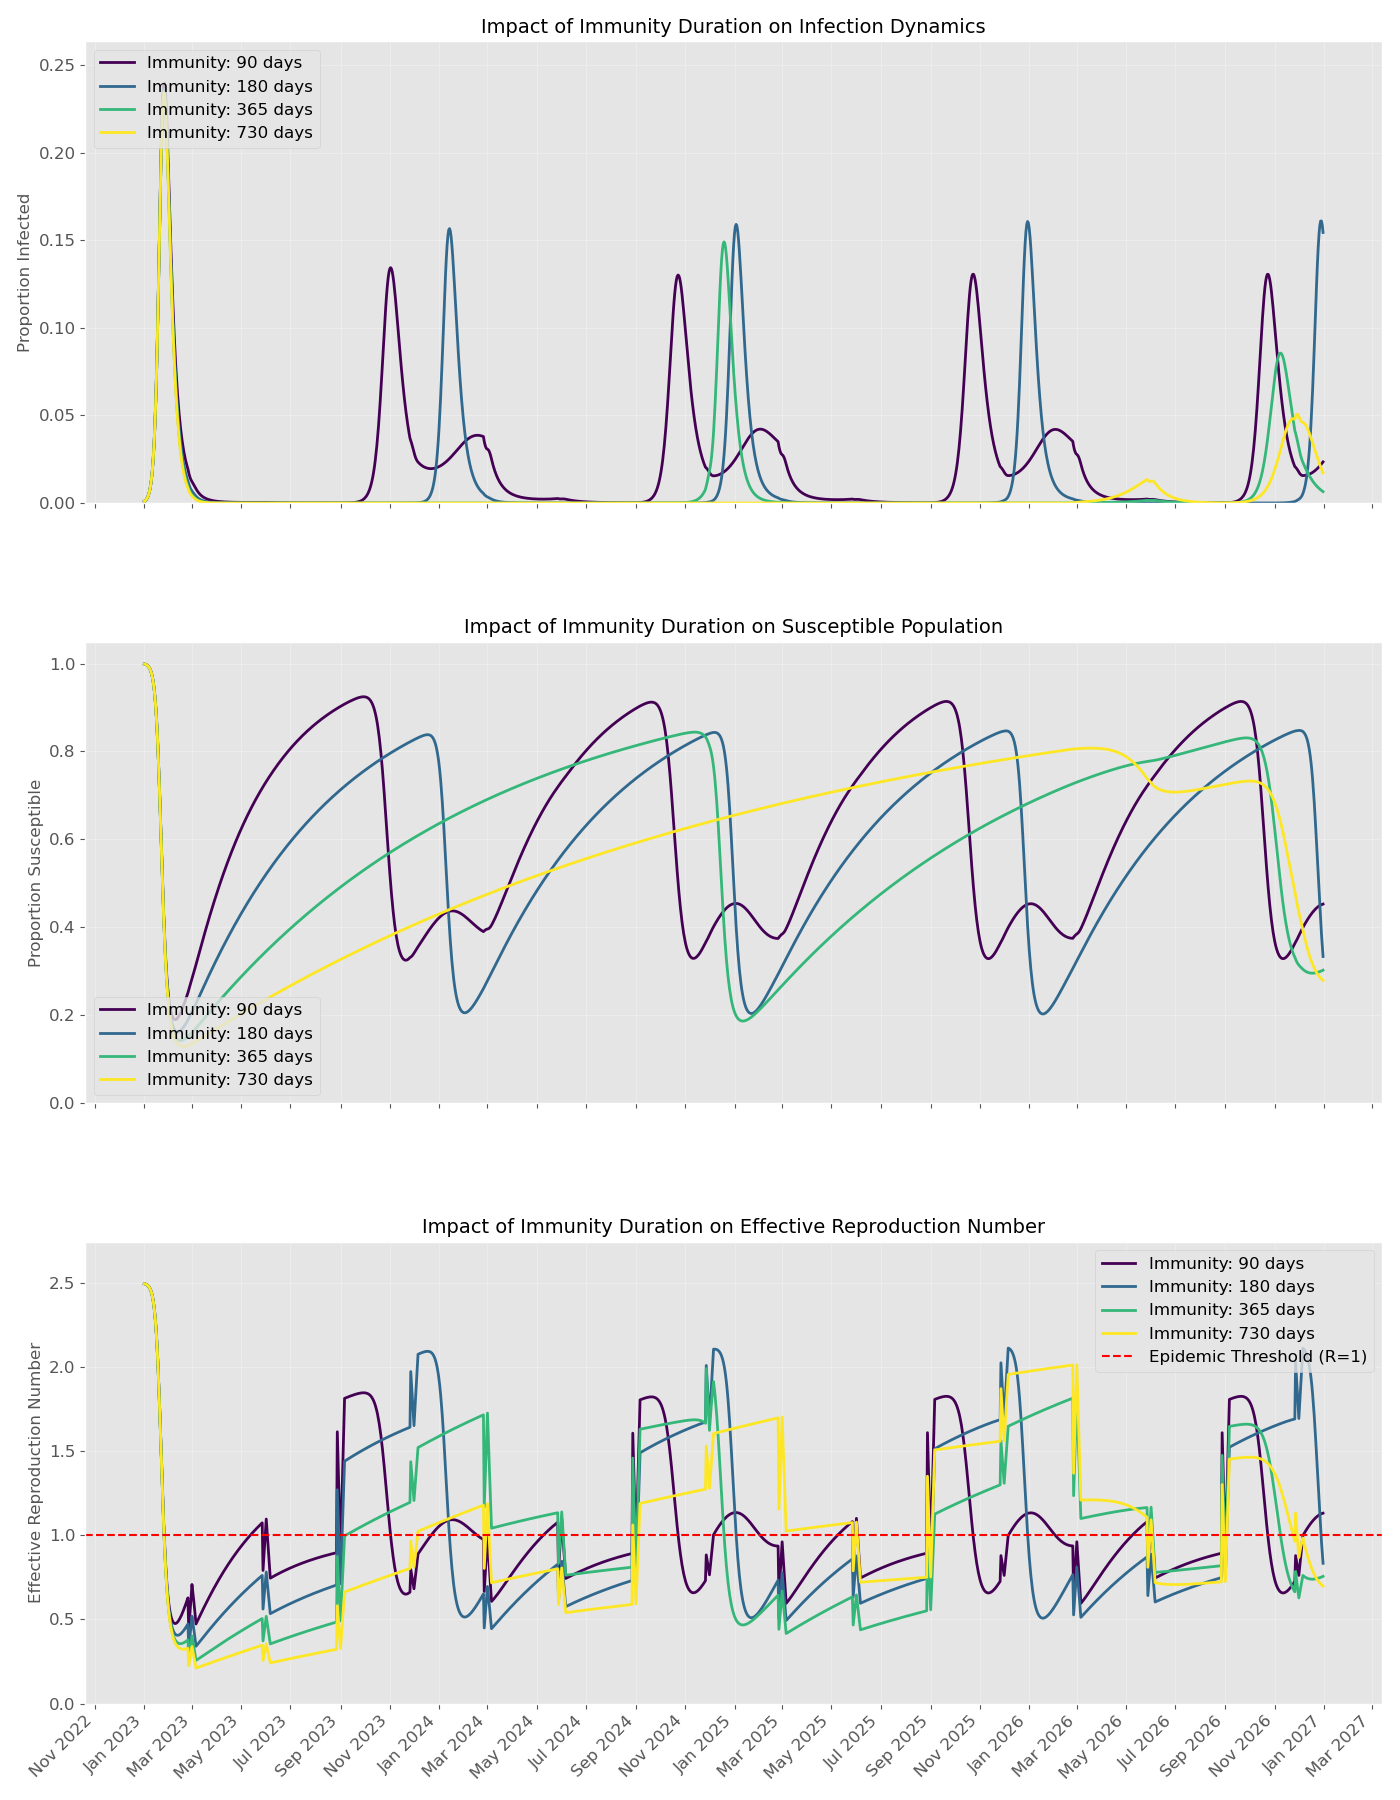 Impact of Immunity Duration on Infection Dynamics
Proportion Infected
0.25
0.20
0.15
0.10
0.05
0.00
Immunity: 90 days
Immunity: 180 days
Immunity: 365 days
Immunity: 730 days
Impact of Immunity Duration on Susceptible Population
Proportion Susceptible
1.0
0.8
0.6
0.4
0.2
0.0
Immunity: 90 days
Immunity: 180 days
Immunity: 365 days
Immunity: 730 days
Impact of Immunity Duration on Effective Reproduction Number
Effective Reproduction Number
2.5
2.0
1.5
1.0
0.5
0.0
Immunity: 90 days
Immunity: 180 days
Immunity: 365 days
Immunity: 730 days
Epidemic Threshold (R=1)
Nov 2022
Jan 2023
Mar 2023
May 2023
Jul 2023
Sep 2023
Nov 2023
Jan 2024
Mar 2024
May 2024
Jul 2024
Sep 2024
Nov 2024
Jan 2025
Mar 2025
May 2025
Jul 2025
Sep 2025
Nov 2025
Jan 2026
Mar 2026
May 2026
Jul 2026
Sep 2026
Nov 2026
Jan 2027
Mar 2027